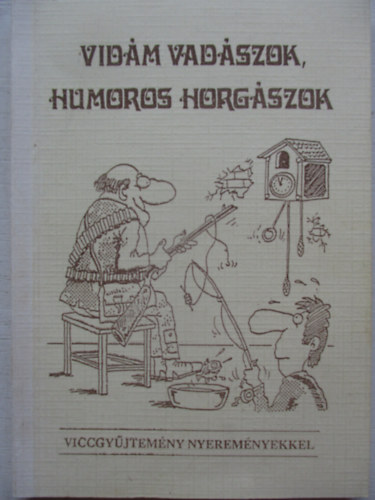 VIDÁM VADÁSZOK,
HUMOROS HORGÁSZOK
VICCGYŰJTEMÉNY NYEREMÉNYEKKEL